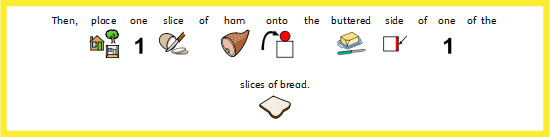 Then, place one slice of ham onto the buttered side of one of the
1 1
slices of bread.